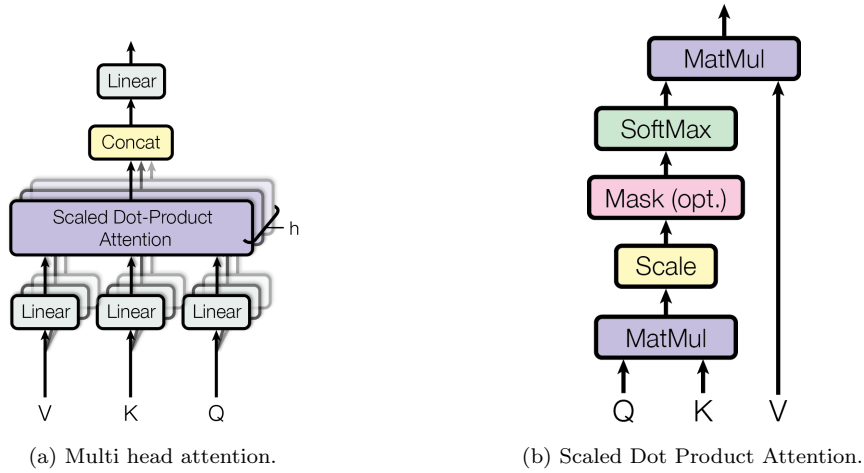 Linear
Concat
Scaled Dot-Product
Attention
h
Linear
Linear
Linear
V
K
Q
(a) Multi head attention.
MatMul
SoftMax
Mask (opt.)
Scale
MatMul
Q
K
V
(b) Scaled Dot Product Attention.